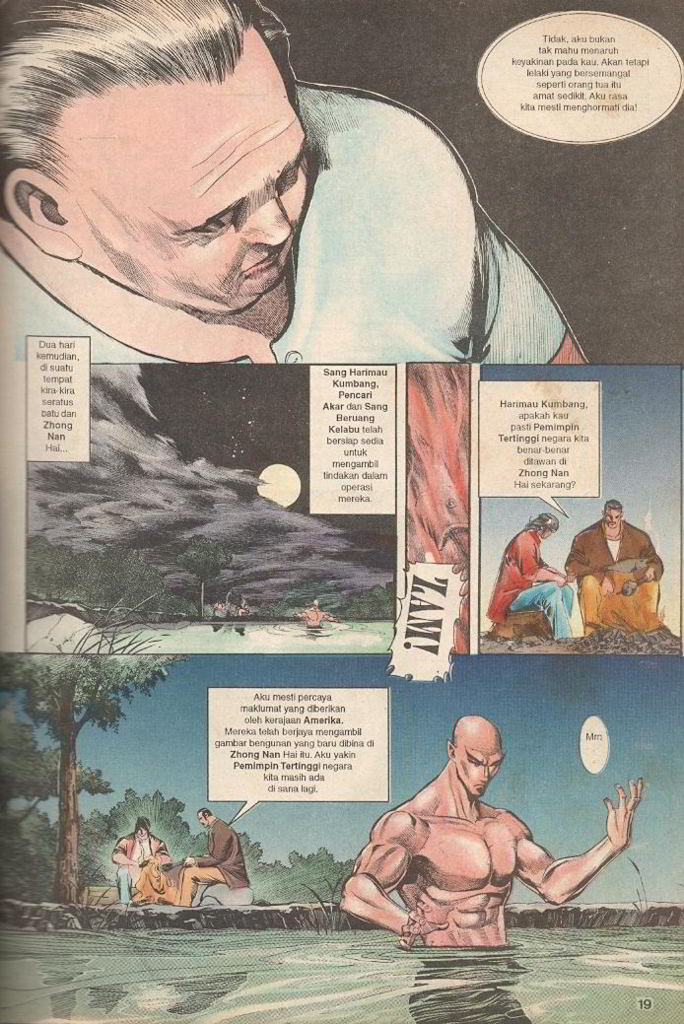 Tidak, aku bukan
tak mahu menaruh
keyakinan pada kau. Akan tetapi
lelaki yang bersemangat
seperti orang tua itu
amat sedikit. Aku rasa
kita mesti menghormati dia!
Dua hari
kemudian,
di suatu
tempat
kira-kira
seratus
batu dari
Zhong
Nan
Hai...
Sang Harimau
Kumbang,
Pencari
Akar dan Sang
Beruang
Kelabu telah
bersiap sedia
untuk
mengambil
tindakan dalam
operasi
mereka.
ZAM!
Harimau Kumbang,
apakah kau
pasti Pemimpin
Tertinggi negara kita
benar-benar
ditawan di
Zhong Nan
Hai sekarang?
Aku mesti percaya
maklumat yang diberikan
oleh kerajaan Amerika.
Mereka telah berjaya mengambil
gambar bengunan yang baru dibina di
Zhong Nan Hai itu. Aku yakin
Pemimpin Tertinggi negara
kita masih ada
di sana lagi.
Mm
19